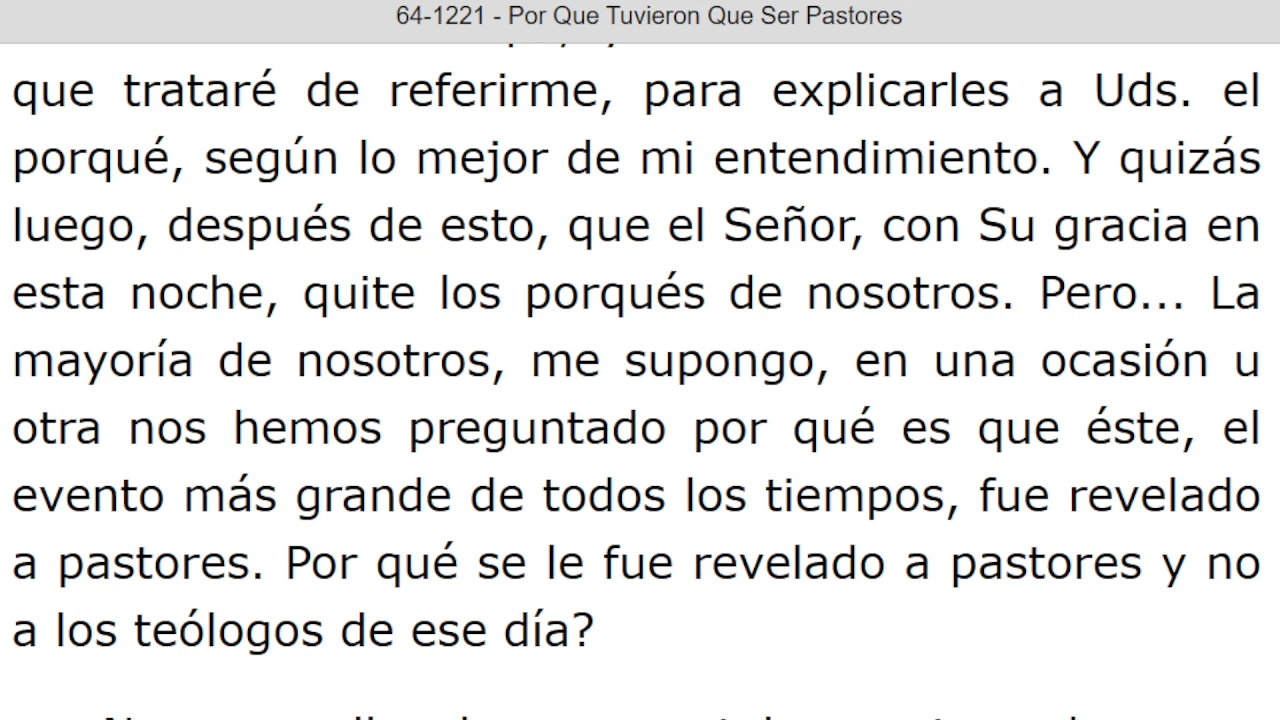 64-1221 - Por Que Tuvieron Que Ser Pastores
que trataré de referirme, para explicarles a Uds. el
porqué, según lo mejor de mi entendimiento. Y quizás
luego, después de esto, que el Señor, con Su gracia en
esta noche, quite los porqués de nosotros. Pero... La
mayoría de nosotros, me supongo, en una ocasión u
otra nos hemos preguntado por qué es que éste, el
evento más grande de todos los tiempos, fue revelado
a pastores. Por qué se le fue revelado a pastores y no
a los teólogos de ese día?